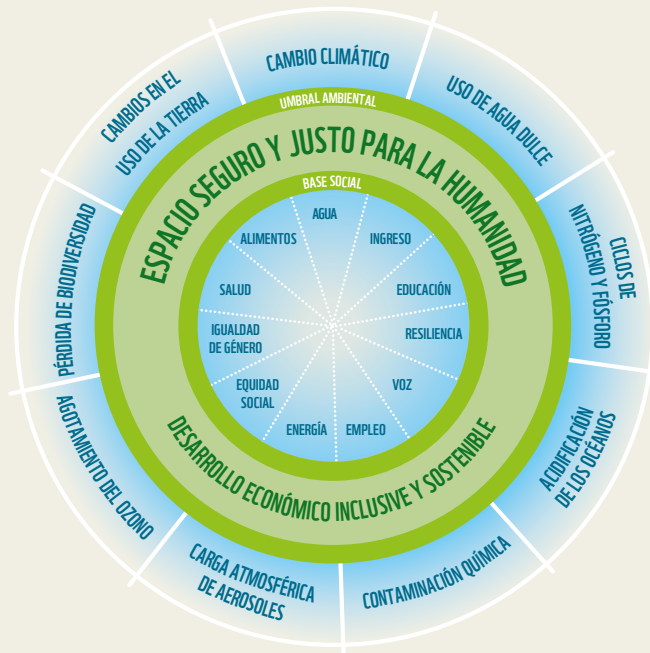 CAMBIO CLIMÁTICO
USO DE AGUA DULCE
CICLOS DE
NITRÓGENO Y FÓSFORO
ACIDIFICACIÓN
DE LOS OCÉANOS
CONTAMINACIÓN QUÍMICA
CARGA ATMOSFÉRICA
DE AEROSOLES
AGOTAMIENTO DEL OZONO
PÉRDIDA DE BIODIVERSIDAD
CAMBIOS EN EL
USO DE LA TIERRA
UMBRAL AMBIENTAL
ESPACIO SEGURO Y JUSTO PARA LA HUMANIDAD
BASE SOCIAL
AGUA
INGRESO
EDUCACIÓN
RESILIENCIA
VOZ
EMPLEO
ENERGÍA
EQUIDAD
SOCIAL
IGUALDAD
DE GÉNERO
SALUD
ALIMENTOS
DESARROLLO ECONÓMICO INCLUSIVE Y SOSTENIBLE